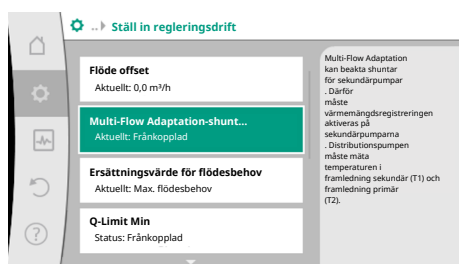 ..▸ Ställ in regleringsdrift
Flöde offset
Aktuellt: 0,0 m³/h
Multi-Flow Adaptation-shunt...
Aktuellt: Frånkopplad
Ersättningsvärde för flödesbehov
Aktuellt: Max. flödesbehov
Q-Limit Min
Status: Frånkopplad
Multi-Flow Adaptation
kan beakta shuntar
för sekundärpumpar
. Därför
måste
värmemängdsregistreringen
aktiveras på
sekundärpumparna
. Distributionspumpen
måste mäta
temperaturen i
framledning sekundär (T1) och
framledning primär
(T2).